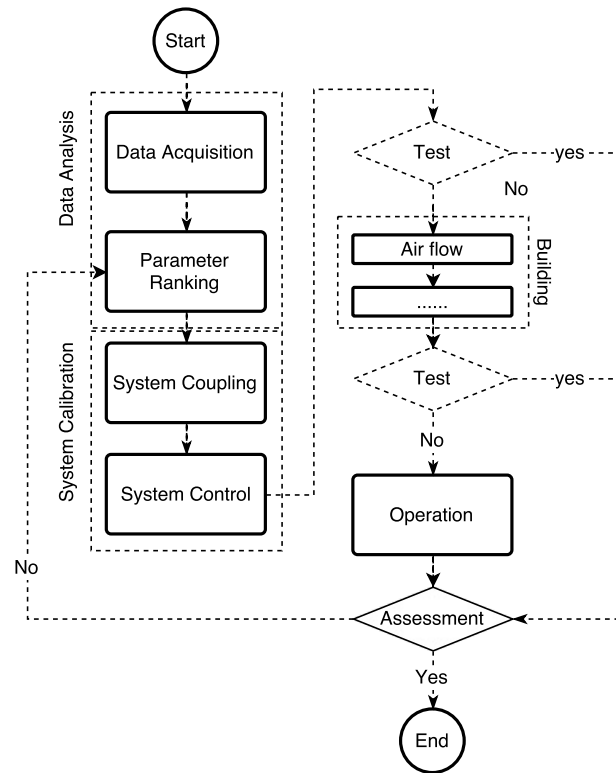 Start
Data Analysis
Data Acquisition
Parameter
Ranking
System Calibration
System Coupling
System Control
No
Test
yes
No
Building
Air flow
......
Test
yes
No
Operation
Assessment
Yes
End